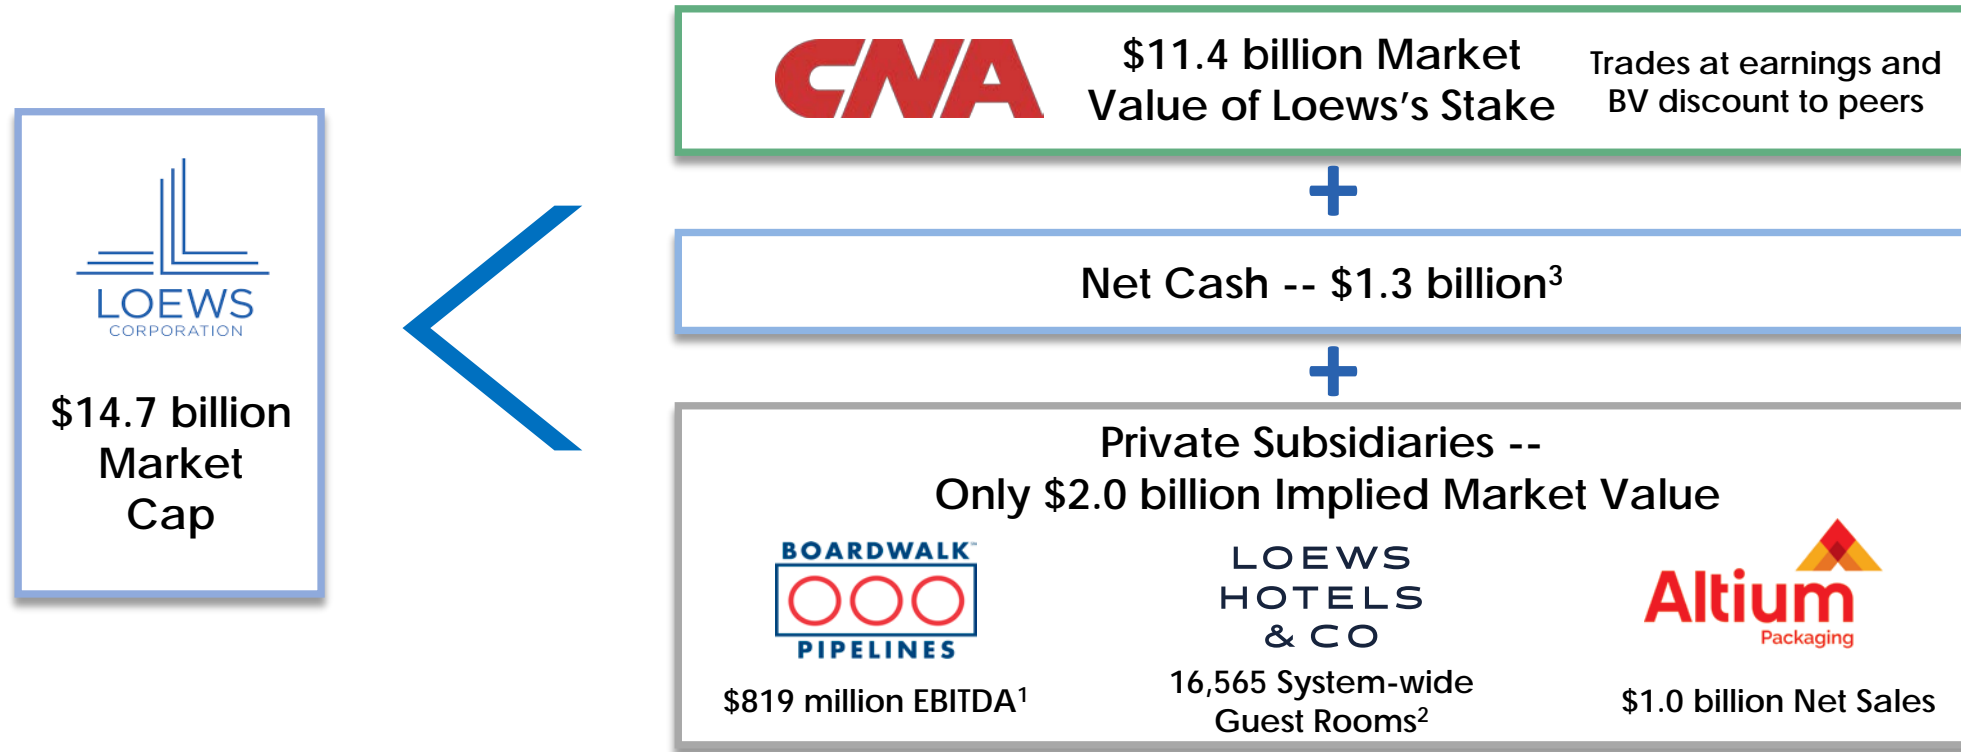 LOEWS
CORPORATION
$14.7 billion
Market
Cap
CNA
$11.4 billion Market
Value of Loews's Stake
Trades at earnings and
BV discount to peers
+
Net Cash -- $1.3 billion³
+
Private Subsidiaries --
Only $2.0 billion Implied Market Value
BOARDWALK™
PIPELINES
$819 million EBITDA¹
LOEWS
HOTELS
& CO
16,565 System-wide
Guest Rooms²
Altium
Packaging
$1.0 billion Net Sales